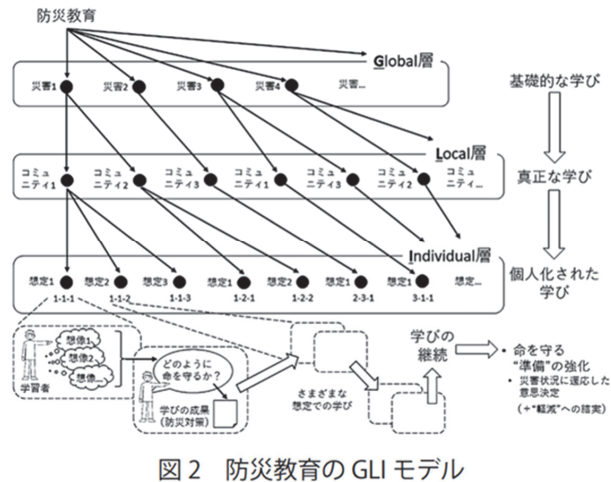 防災教育
Global層
災害1 災害2 災害3 災害4 災害...
基礎的な学び
Local層
コミュニティ1 コミュニティ2 コミュニティ3 コミュニティ1 コミュニティ3 コミュニティ2 コミュニティ...
真正な学び
Individual層
想定1 想定2 想定3 想定1 想定2 想定1 想定1 想定...
1-1-1 1-1-2 1-1-3 1-2-1 1-2-2 2-3-1 3-1-1
個人化された
学び
想像1
想像2
想像...
学習者
どのように
命を守るか?
学びの成果
(防災対策)
さまざまな
想定での学び
学びの
継続
• 命を守る
“準備”の強化
• 災害状況に適応した
意思決定
(+“軽減”への踏実)
図2 防災教育のGLIモデル